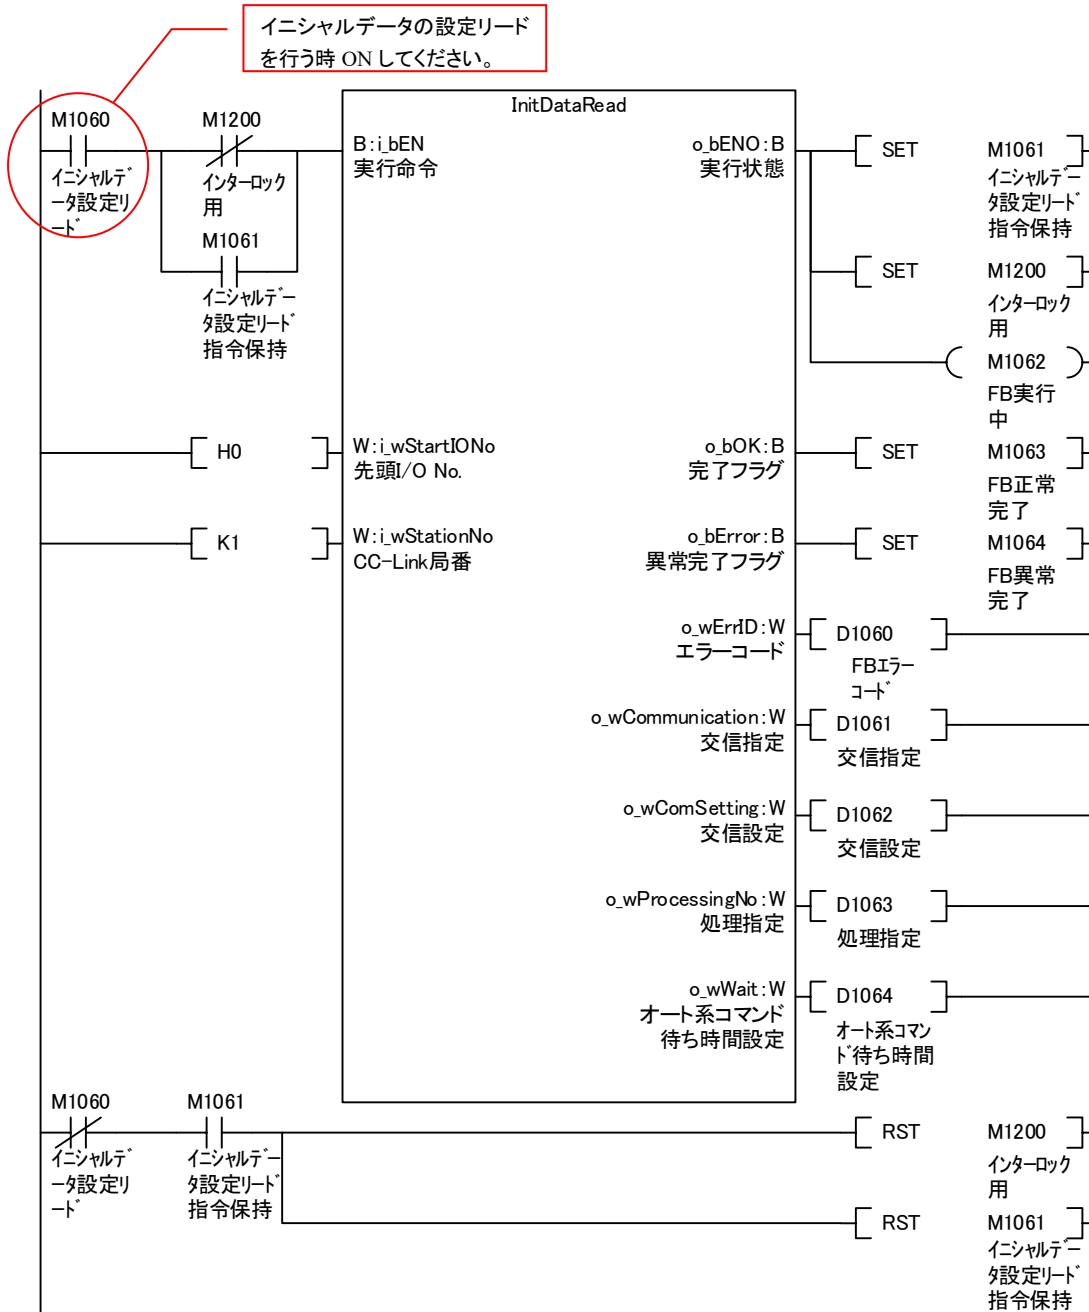 イニシャルデータの設定リード
を行う時 ON してください。
InitDataRead
M1060
M1200
B:i_bEN
o_bENO:B
SET
M1061
実行命令
実行状態
イニシャルデ
ータ設定リ
ード
インターロック
用
イニシャルデー
タ設定リード
指令保持
M1061
イニシャルデー
タ設定リード
指令保持
SET
M1200
インターロック
用
M1062
FB実行
中
H0
W:i_wStartIONo
先頭I/O No.
o_bOK:B
完了フラグ
SET
M1063
FB正常
完了
K1
W:i_wStationNo
CC-Link局番
o_bError:B
異常完了フラグ
SET
M1064
FB異常
完了
o_wErrID:W
エラーコード
D1060
FBエラー
コード
o_wCommunication:W
交信指定
D1061
交信指定
o_wComSetting:W
交信設定
D1062
交信設定
o_wProcessingNo:W
処理指定
D1063
処理指定
o_wWait:W
オート系コマンド
待ち時間設定
D1064
オート系コマン
ド待ち時間
設定
M1060
M1061
イニシャルデ
ータ設定リ
ード
イニシャルデー
タ設定リード
指令保持
RST
M1200
インターロック
用
RST
M1061
イニシャルデー
タ設定リード
指令保持